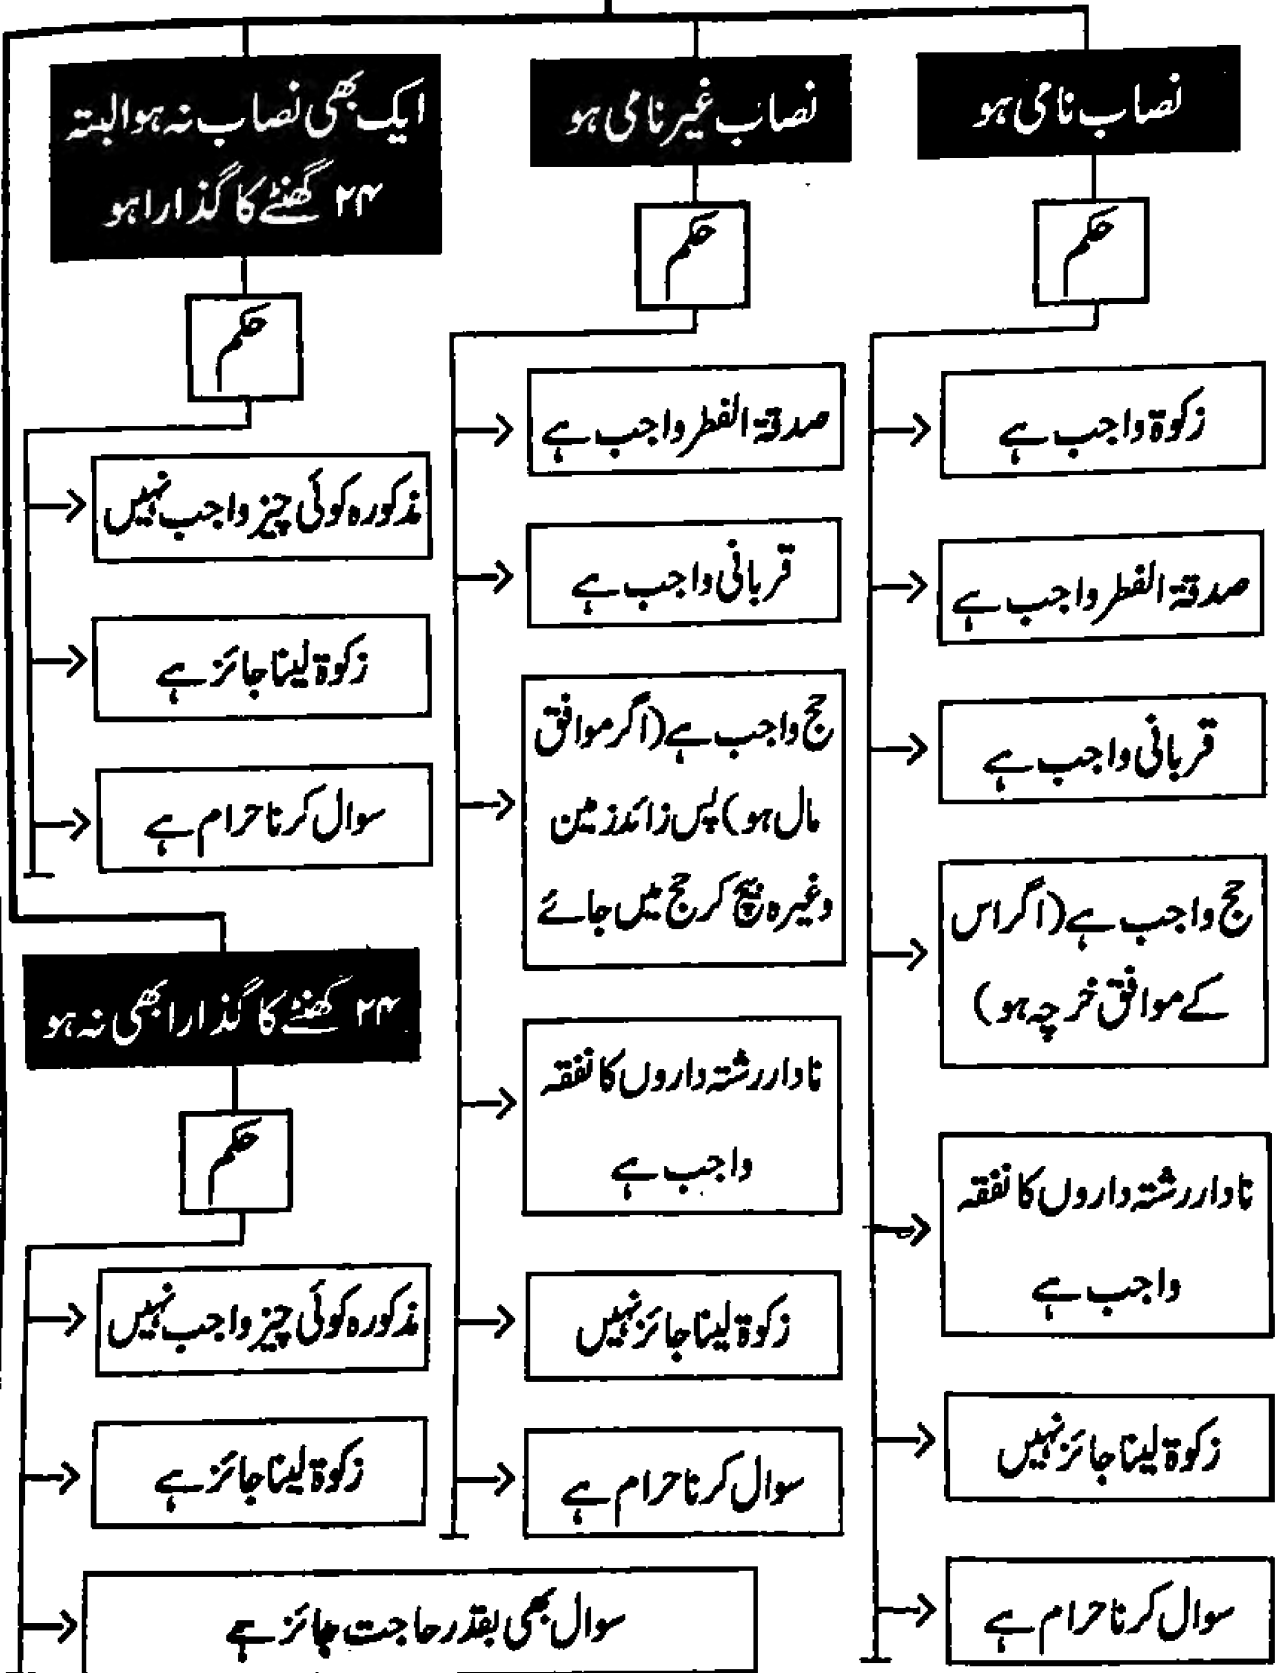 نصاب نامی ہو
حکم
زکوۃ واجب ہے
صدقۃ الفطر واجب ہے
قربانی واجب ہے
حج واجب ہے (اگر اس
کے موافق خرچہ ہو)
نادار رشتہ داروں کا نفقہ
واجب ہے
زکوۃ لینا جائز نہیں
سوال کرنا حرام ہے
نصاب غیر نامی ہو
حکم
صدقۃ الفطر واجب ہے
قربانی واجب ہے
حج واجب ہے (اگر موافق
مال ہو) پس زائد زمین
وغیرہ بیچ کر حج میں جائے
نادار رشتہ داروں کا نفقہ
واجب ہے
زکوۃ لینا جائز نہیں
سوال کرنا حرام ہے
ایک بھی نصاب نہ ہو البتہ
۲۴ گھنٹے کا گذارا ہو
حکم
مذکورہ کوئی چیز واجب نہیں
زکوۃ لینا جائز ہے
سوال کرنا حرام ہے
۲۴ گھنٹے کا گذارا بھی نہ ہو
حکم
مذکورہ کوئی چیز واجب نہیں
زکوۃ لینا جائز ہے
سوال بھی بقدر حاجت جائز ہے